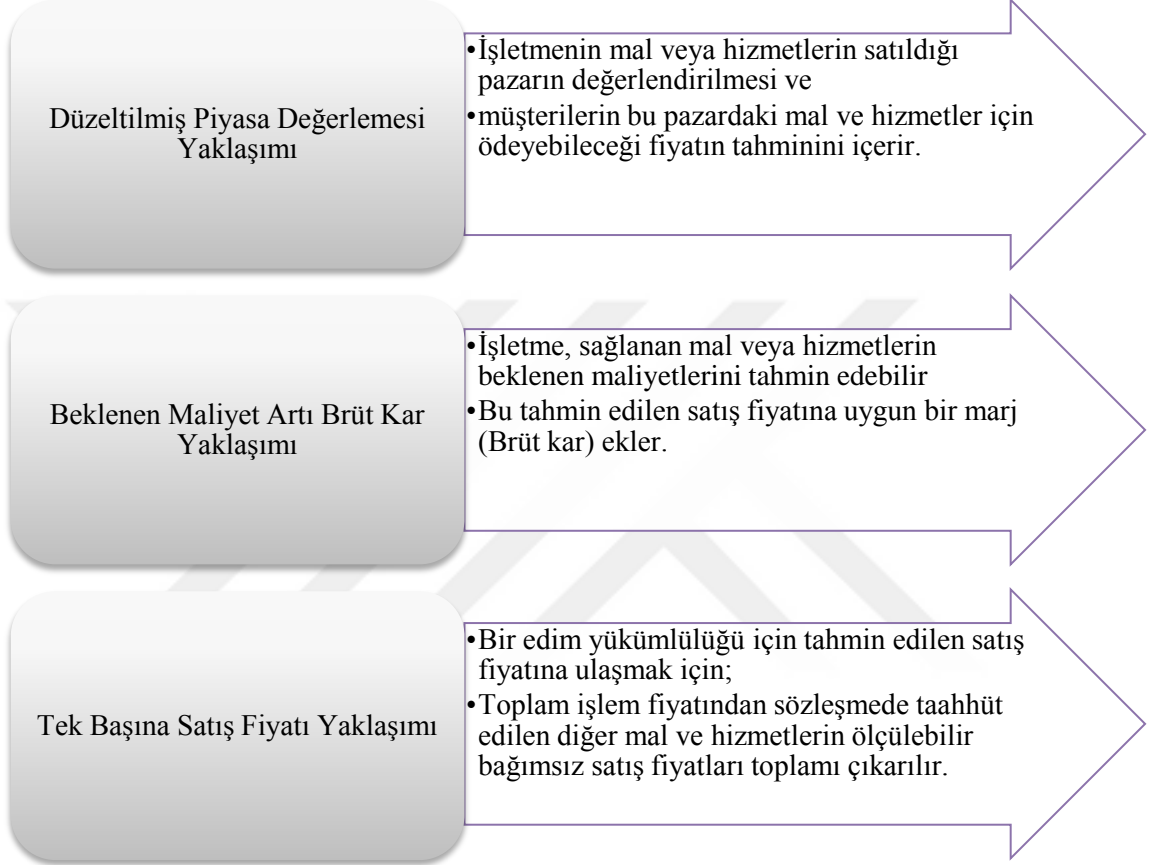 Düzeltilmiş Piyasa Değerlemesi
Yaklaşımı
•İşletmenin mal veya hizmetlerin satıldığı
pazarın değerlendirilmesi ve
•müşterilerin bu pazardaki mal ve hizmetler için
ödeyebileceği fiyatın tahminini içerir.
Beklenen Maliyet Artı Brüt Kar
Yaklaşımı
•İşletme, sağlanan mal veya hizmetlerin
beklenen maliyetlerini tahmin edebilir
•Bu tahmin edilen satış fiyatına uygun bir marj
(Brüt kar) ekler.
Tek Başına Satış Fiyatı Yaklaşımı
•Bir edim yükümlülüğü için tahmin edilen satış
fiyatına ulaşmak için;
•Toplam işlem fiyatından sözleşmede taahhüt
edilen diğer mal ve hizmetlerin ölçülebilir
bağımsız satış fiyatları toplamı çıkarılır.